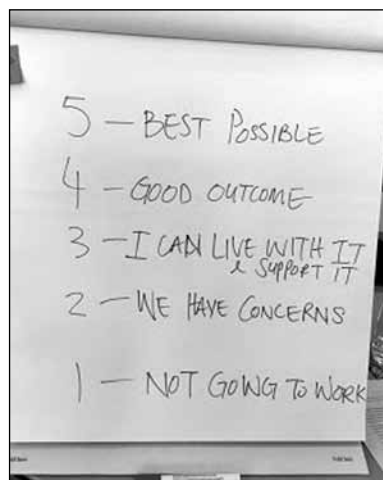 5 — BEST POSSIBLE
4 — GOOD OUTCOME
3 — I CAN LIVE WITH IT
& SUPPORT IT
2 — WE HAVE CONCERNS
1 — NOT GOING TO WORK